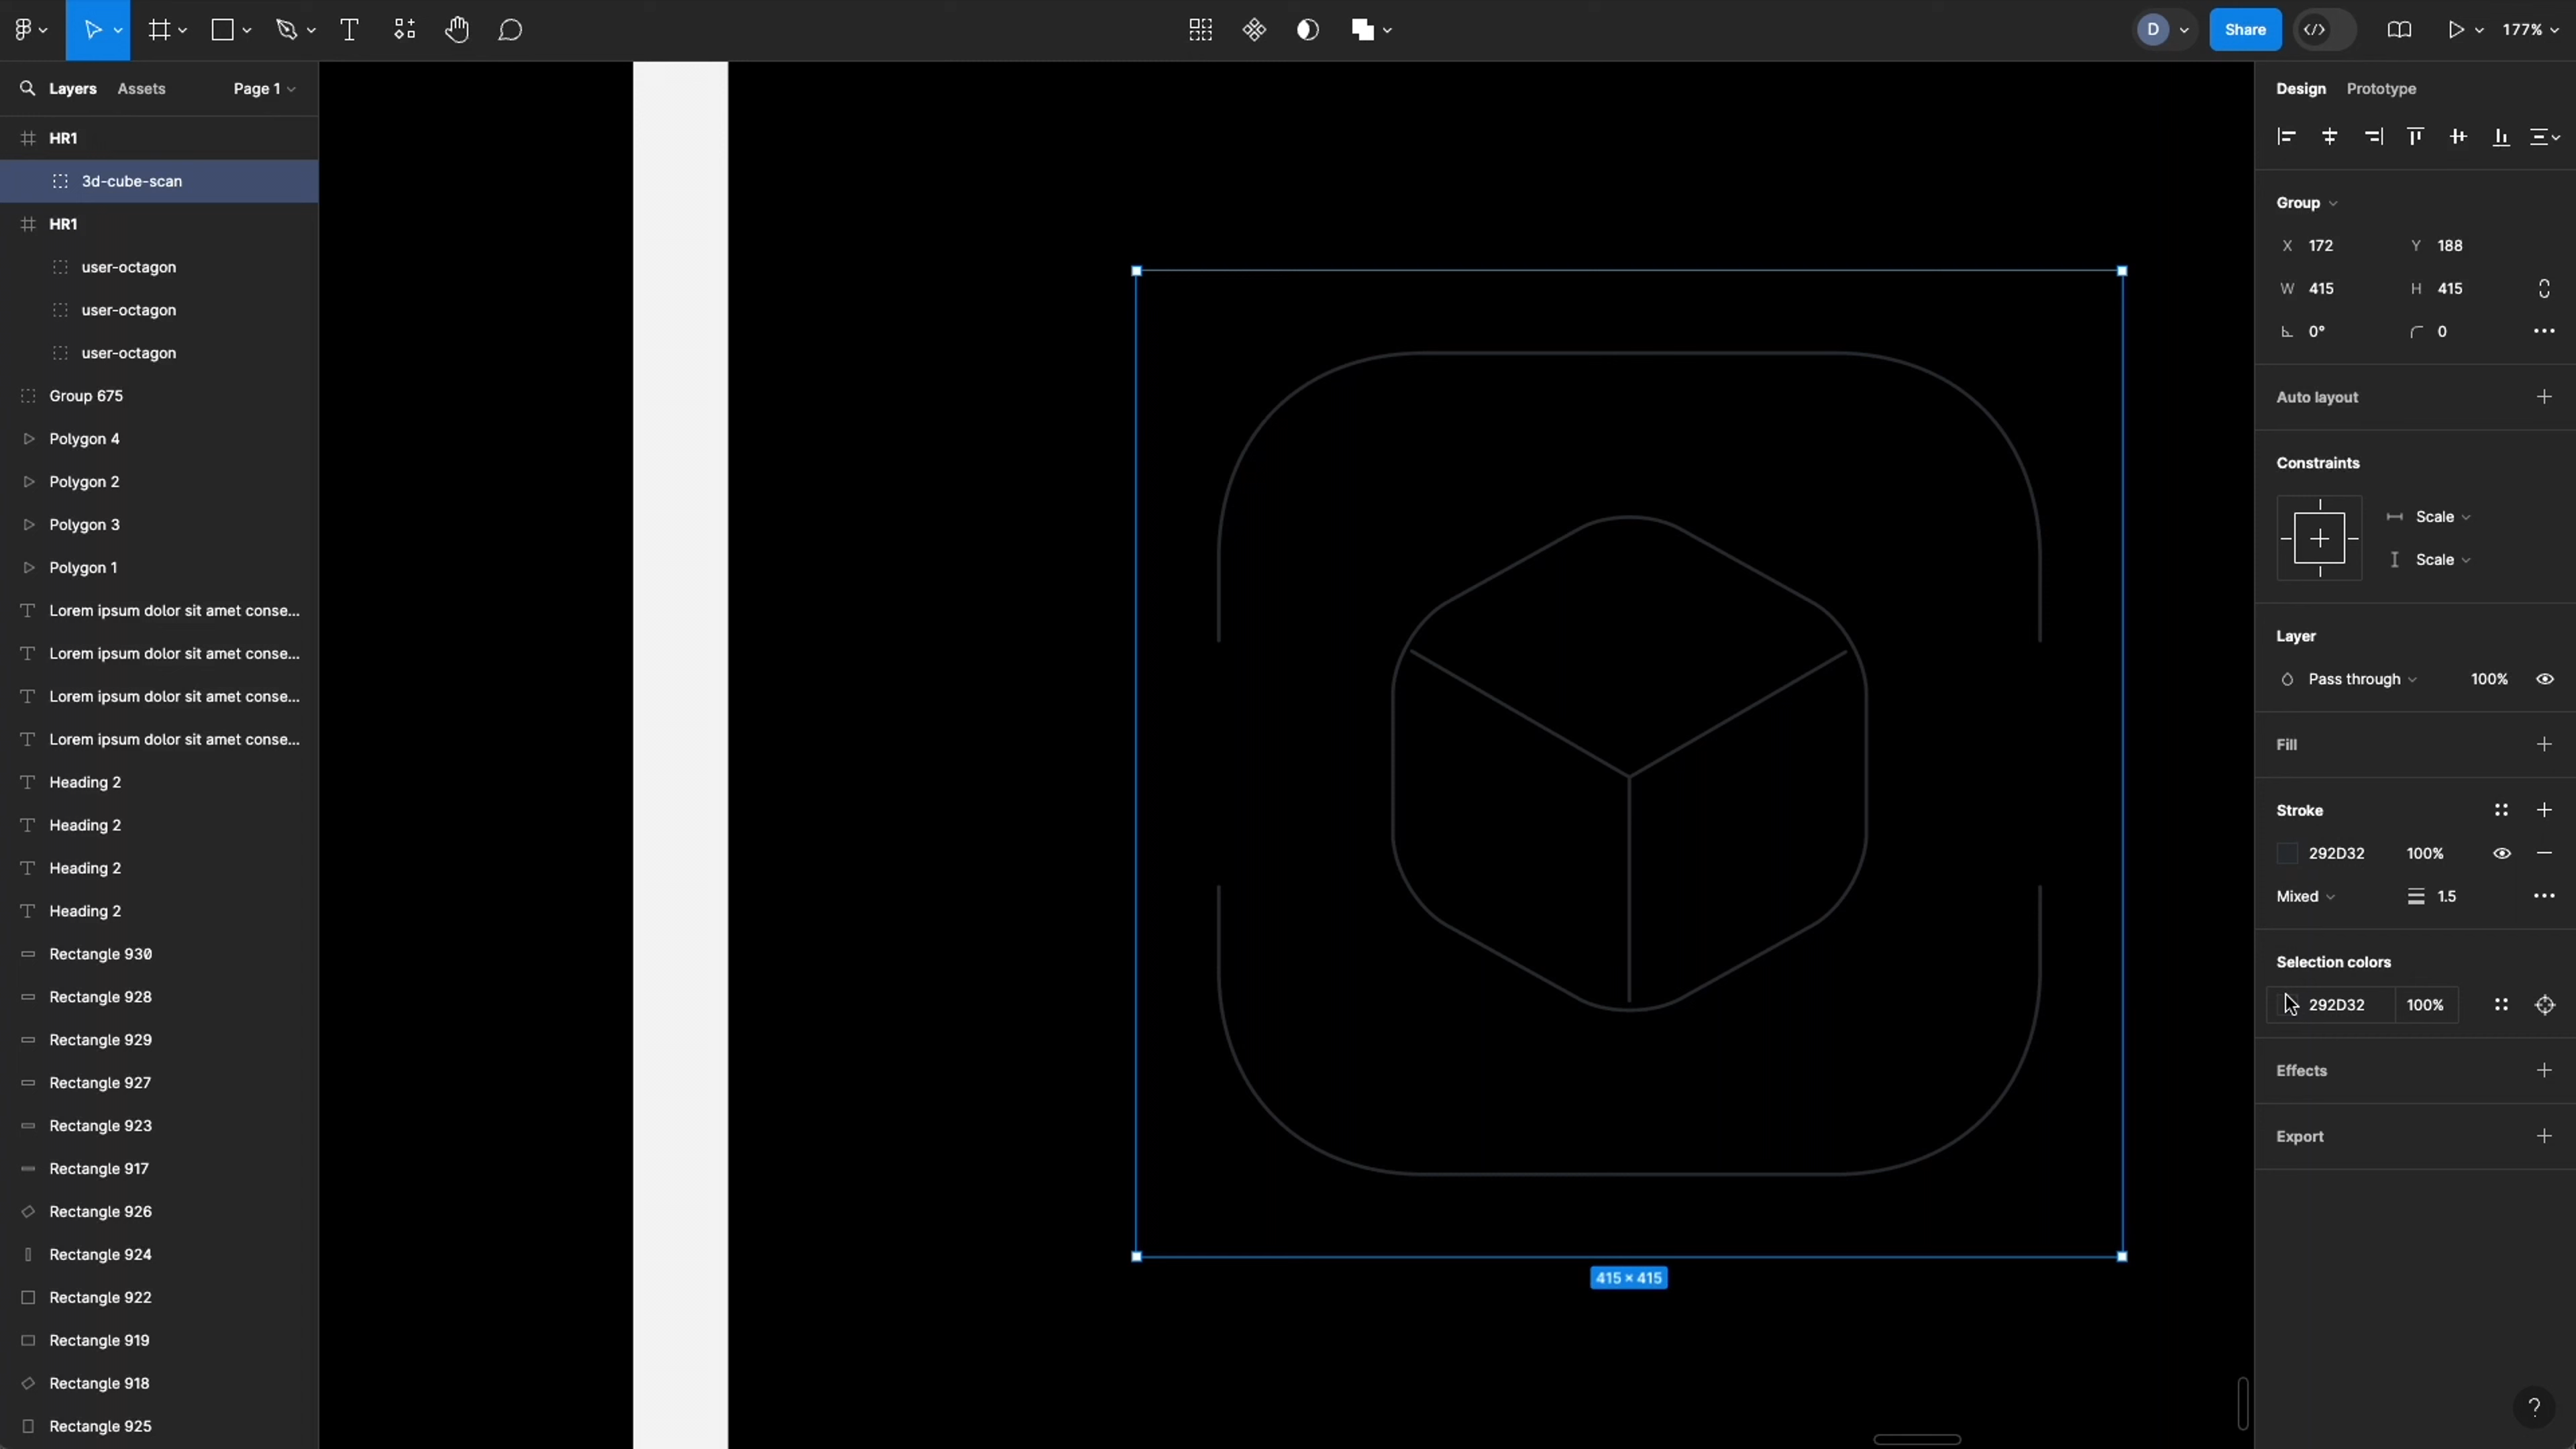 D
Share
177%
Layers
Assets
Page 1
HR1
3d-cube-scan
HR1
user-octagon
user-octagon
user-octagon
Group 675
Polygon 4
Polygon 2
Polygon 3
Polygon 1
Lorem ipsum dolor sit amet conse...
Lorem ipsum dolor sit amet conse...
Lorem ipsum dolor sit amet conse...
Lorem ipsum dolor sit amet conse...
Heading 2
Heading 2
Heading 2
Heading 2
Rectangle 930
Rectangle 928
Rectangle 929
Rectangle 927
Rectangle 923
Rectangle 917
Rectangle 926
Rectangle 924
Rectangle 922
Rectangle 919
Rectangle 918
Rectangle 925
415 × 415
Design
Prototype
Group
X 172 Y 188
W 415 H 415
0° 0
Auto layout
Constraints
Scale
Scale
Layer
Pass through 100%
Fill
Stroke
292D32 100%
Mixed 1.5
Selection colors
292D32 100%
Effects
Export
?